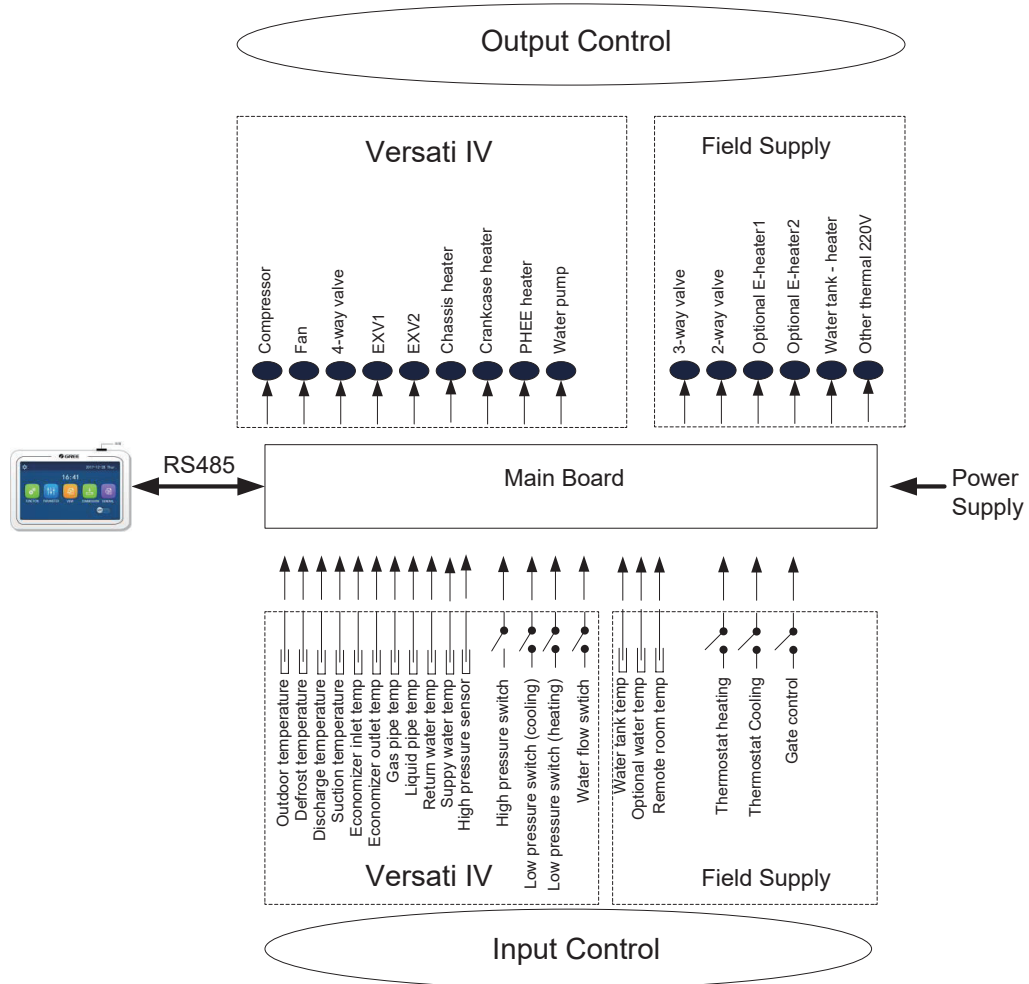 Output Control
Versati IV
Field Supply
Compressor
Fan
4-way valve
EXV1
EXV2
Chassis heater
Crankcase heater
PHEE heater
Water pump
3-way valve
2-way valve
Optional E-heater1
Optional E-heater2
Water tank - heater
Other thermal 220V
GREE
16:41
RS485
Main Board
Power
Supply
Outdoor temperature
Defrost temperature
Discharge temperature
Suction temperature
Economizer inlet temp
Economizer outlet temp
Gas pipe temp
Liquid pipe temp
Return water temp
Suppy water temp
High pressure sensor
High pressure switch
Low pressure switch (cooling)
Low pressure switch (heating)
Water flow swtich
Water tank temp
Optional water temp
Remote room temp
Thermostat heating
Thermostat Cooling
Gate control
Versati IV
Field Supply
Input Control